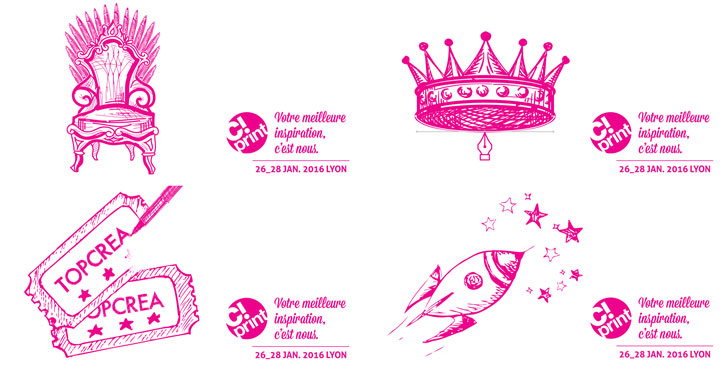 C!
print
Votre meilleure
inspiration,
c'est nous.
26_28 JAN. 2016 LYON
C!
print
Votre meilleure
inspiration,
c'est nous.
26_28 JAN. 2016 LYON
TOPCREA
OPCREA
C!
print
Votre meilleure
inspiration,
c'est nous.
26_28 JAN. 2016 LYON
C!
print
Votre meilleure
inspiration,
c'est nous.
26_28 JAN. 2016 LYON